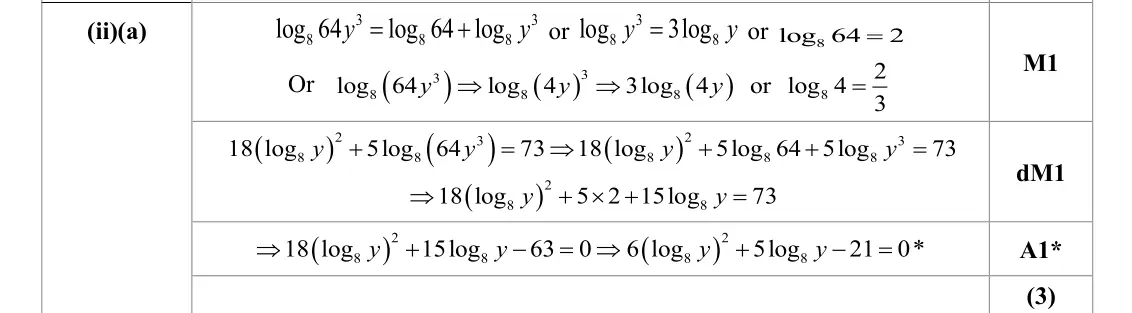 (ii)(a)
log₈ 64y³ = log₈ 64 + log₈ y³ or log₈ y³ = 3log₈ y or log₈ 64 = 2
Or log₈ (64y³) ⇒ log₈ (4y)³ ⇒ 3log₈ (4y) or log₈ 4 = 2/3
M1
18(log₈ y)² + 5log₈ (64y³) = 73 ⇒ 18(log₈ y)² + 5log₈ 64 + 5log₈ y³ = 73
⇒ 18(log₈ y)² + 5×2 + 15log₈ y = 73
dM1
⇒ 18(log₈ y)² + 15log₈ y − 63 = 0 ⇒ 6(log₈ y)² + 5log₈ y − 21 = 0 *
A1*
(3)